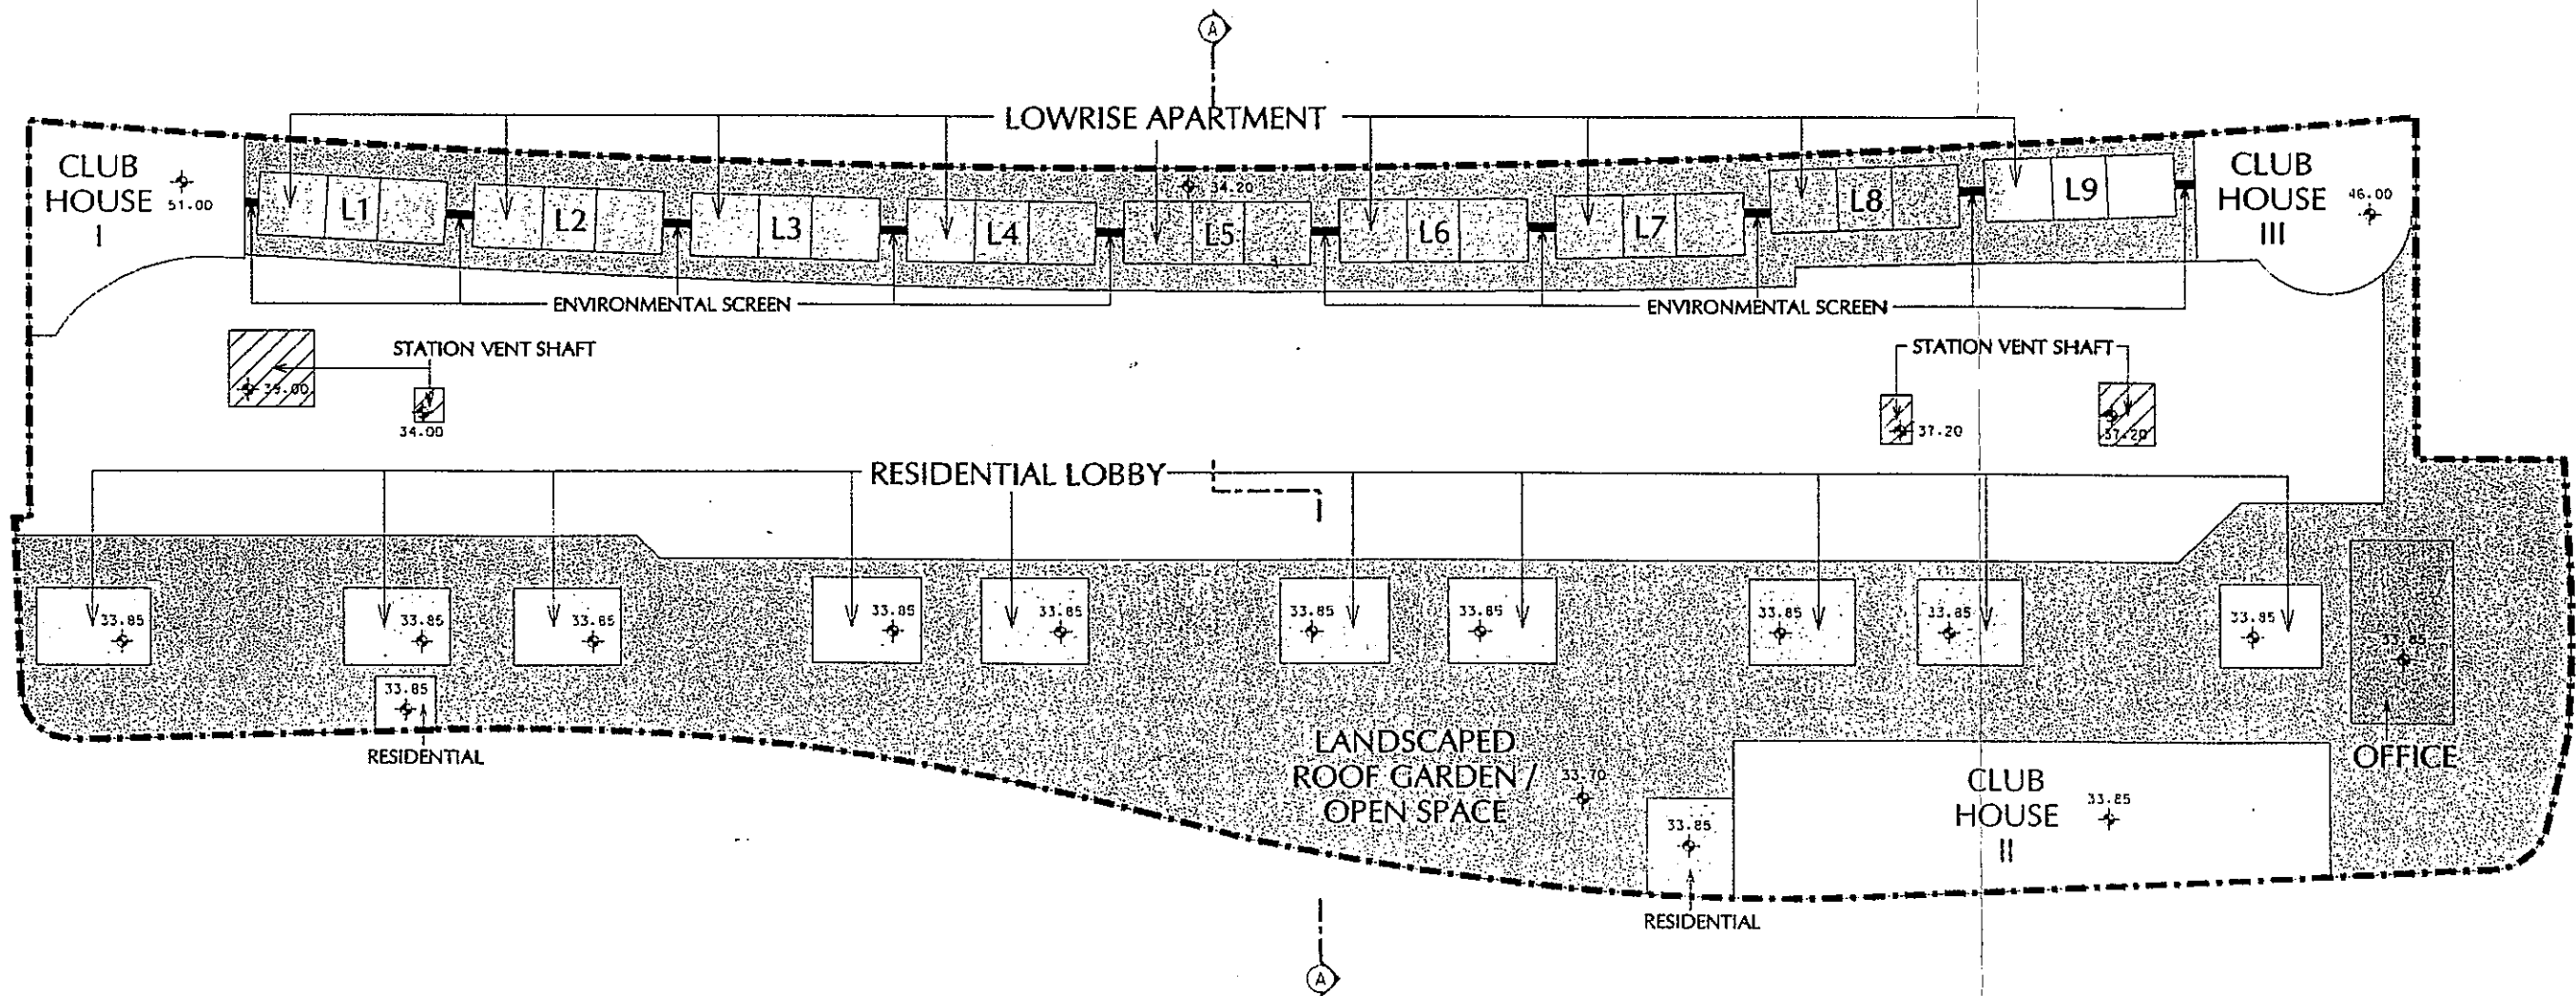 A
LOWRISE APARTMENT
CLUB
HOUSE
I
51.00
L1
L2
L3
L4
34.20
L5
L6
L7
L8
L9
CLUB
HOUSE
III
46.00
ENVIRONMENTAL SCREEN
ENVIRONMENTAL SCREEN
STATION VENT SHAFT
39.00
34.00
STATION VENT SHAFT
37.20
37.20
RESIDENTIAL LOBBY
33.85
33.85
33.85
33.85
33.85
33.85
33.85
33.85
33.85
33.85
33.85
33.85
RESIDENTIAL
OFFICE
LANDSCAPED
ROOF GARDEN /
OPEN SPACE
33.70
33.85
RESIDENTIAL
CLUB
HOUSE
II
33.85
A